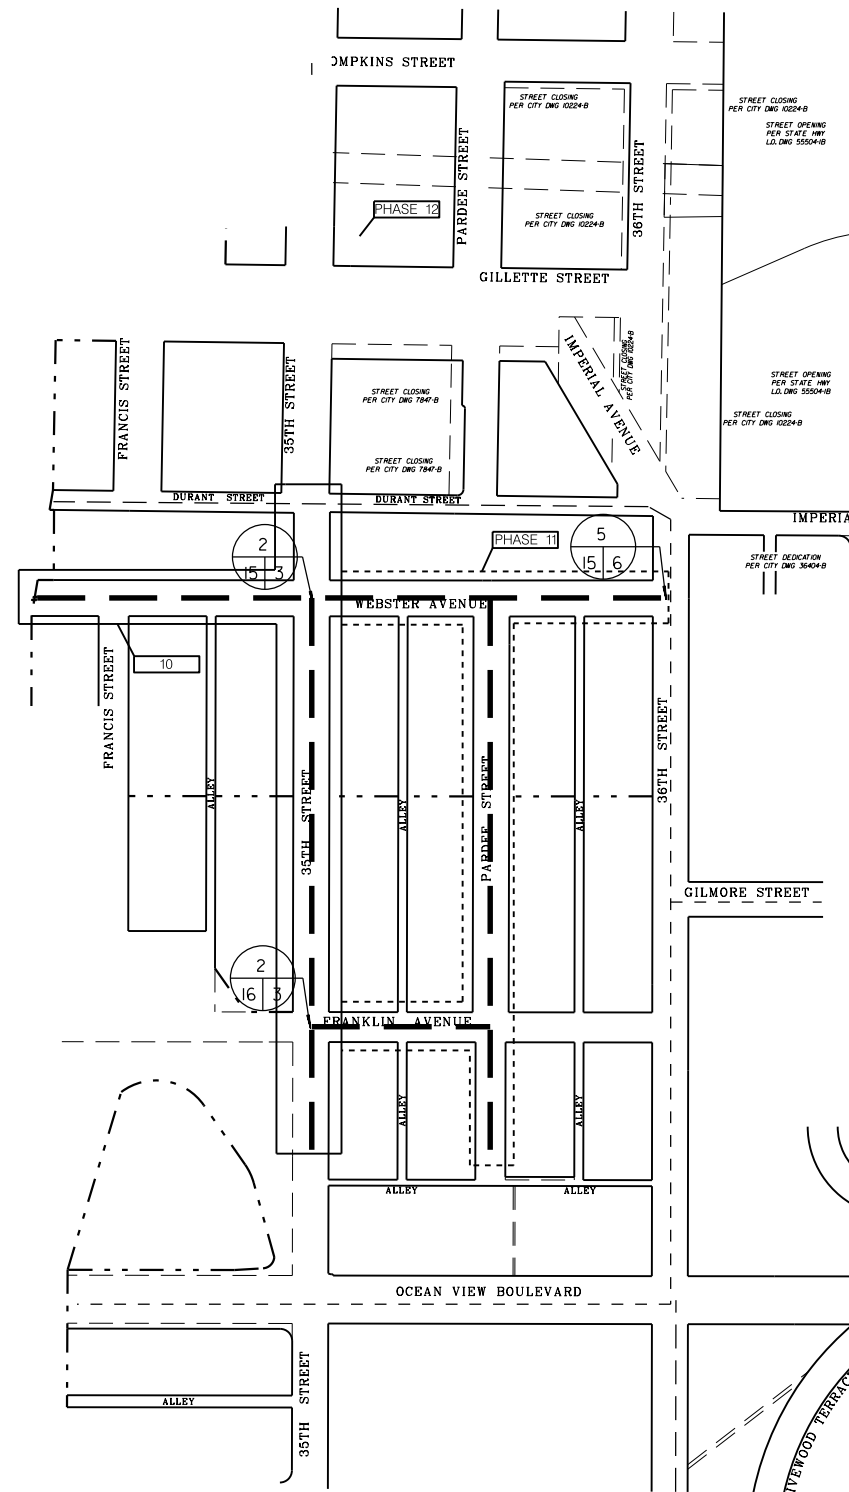 OMPKINS STREET
STREET CLOSING
PER CITY DWG 10224-B
STREET CLOSING
PER CITY DWG 10224-B
STREET OPENING
PER STATE HWY
LO. DWG 55504-1B
PARDEE STREET
36TH STREET
PHASE 12
STREET CLOSING
PER CITY DWG 10224-B
GILLETTE STREET
FRANCIS STREET
35TH STREET
IMPERIAL AVENUE
STREET CLOSING
PER CITY DWG 10224-B
STREET OPENING
PER STATE HWY
LO. DWG 55504-1B
STREET CLOSING
PER CITY DWG 7847-B
STREET CLOSING
PER CITY DWG 10224-B
STREET CLOSING
PER CITY DWG 7847-B
DURANT STREET
DURANT STREET
IMPERIA
2
15 3
PHASE 11
5
15 6
STREET DEDICATION
PER CITY DWG 36404-B
WEBSTER AVENUE
10
FRANCIS STREET
36TH STREET
ALLEY
35TH STREET
ALLEY
PARDEE STREET
ALLEY
GILMORE STREET
2
16 3
FRANKLIN AVENUE
ALLEY
ALLEY
ALLEY
ALLEY
OCEAN VIEW BOULEVARD
35TH STREET
ALLEY
IVEWOOD TERRAC